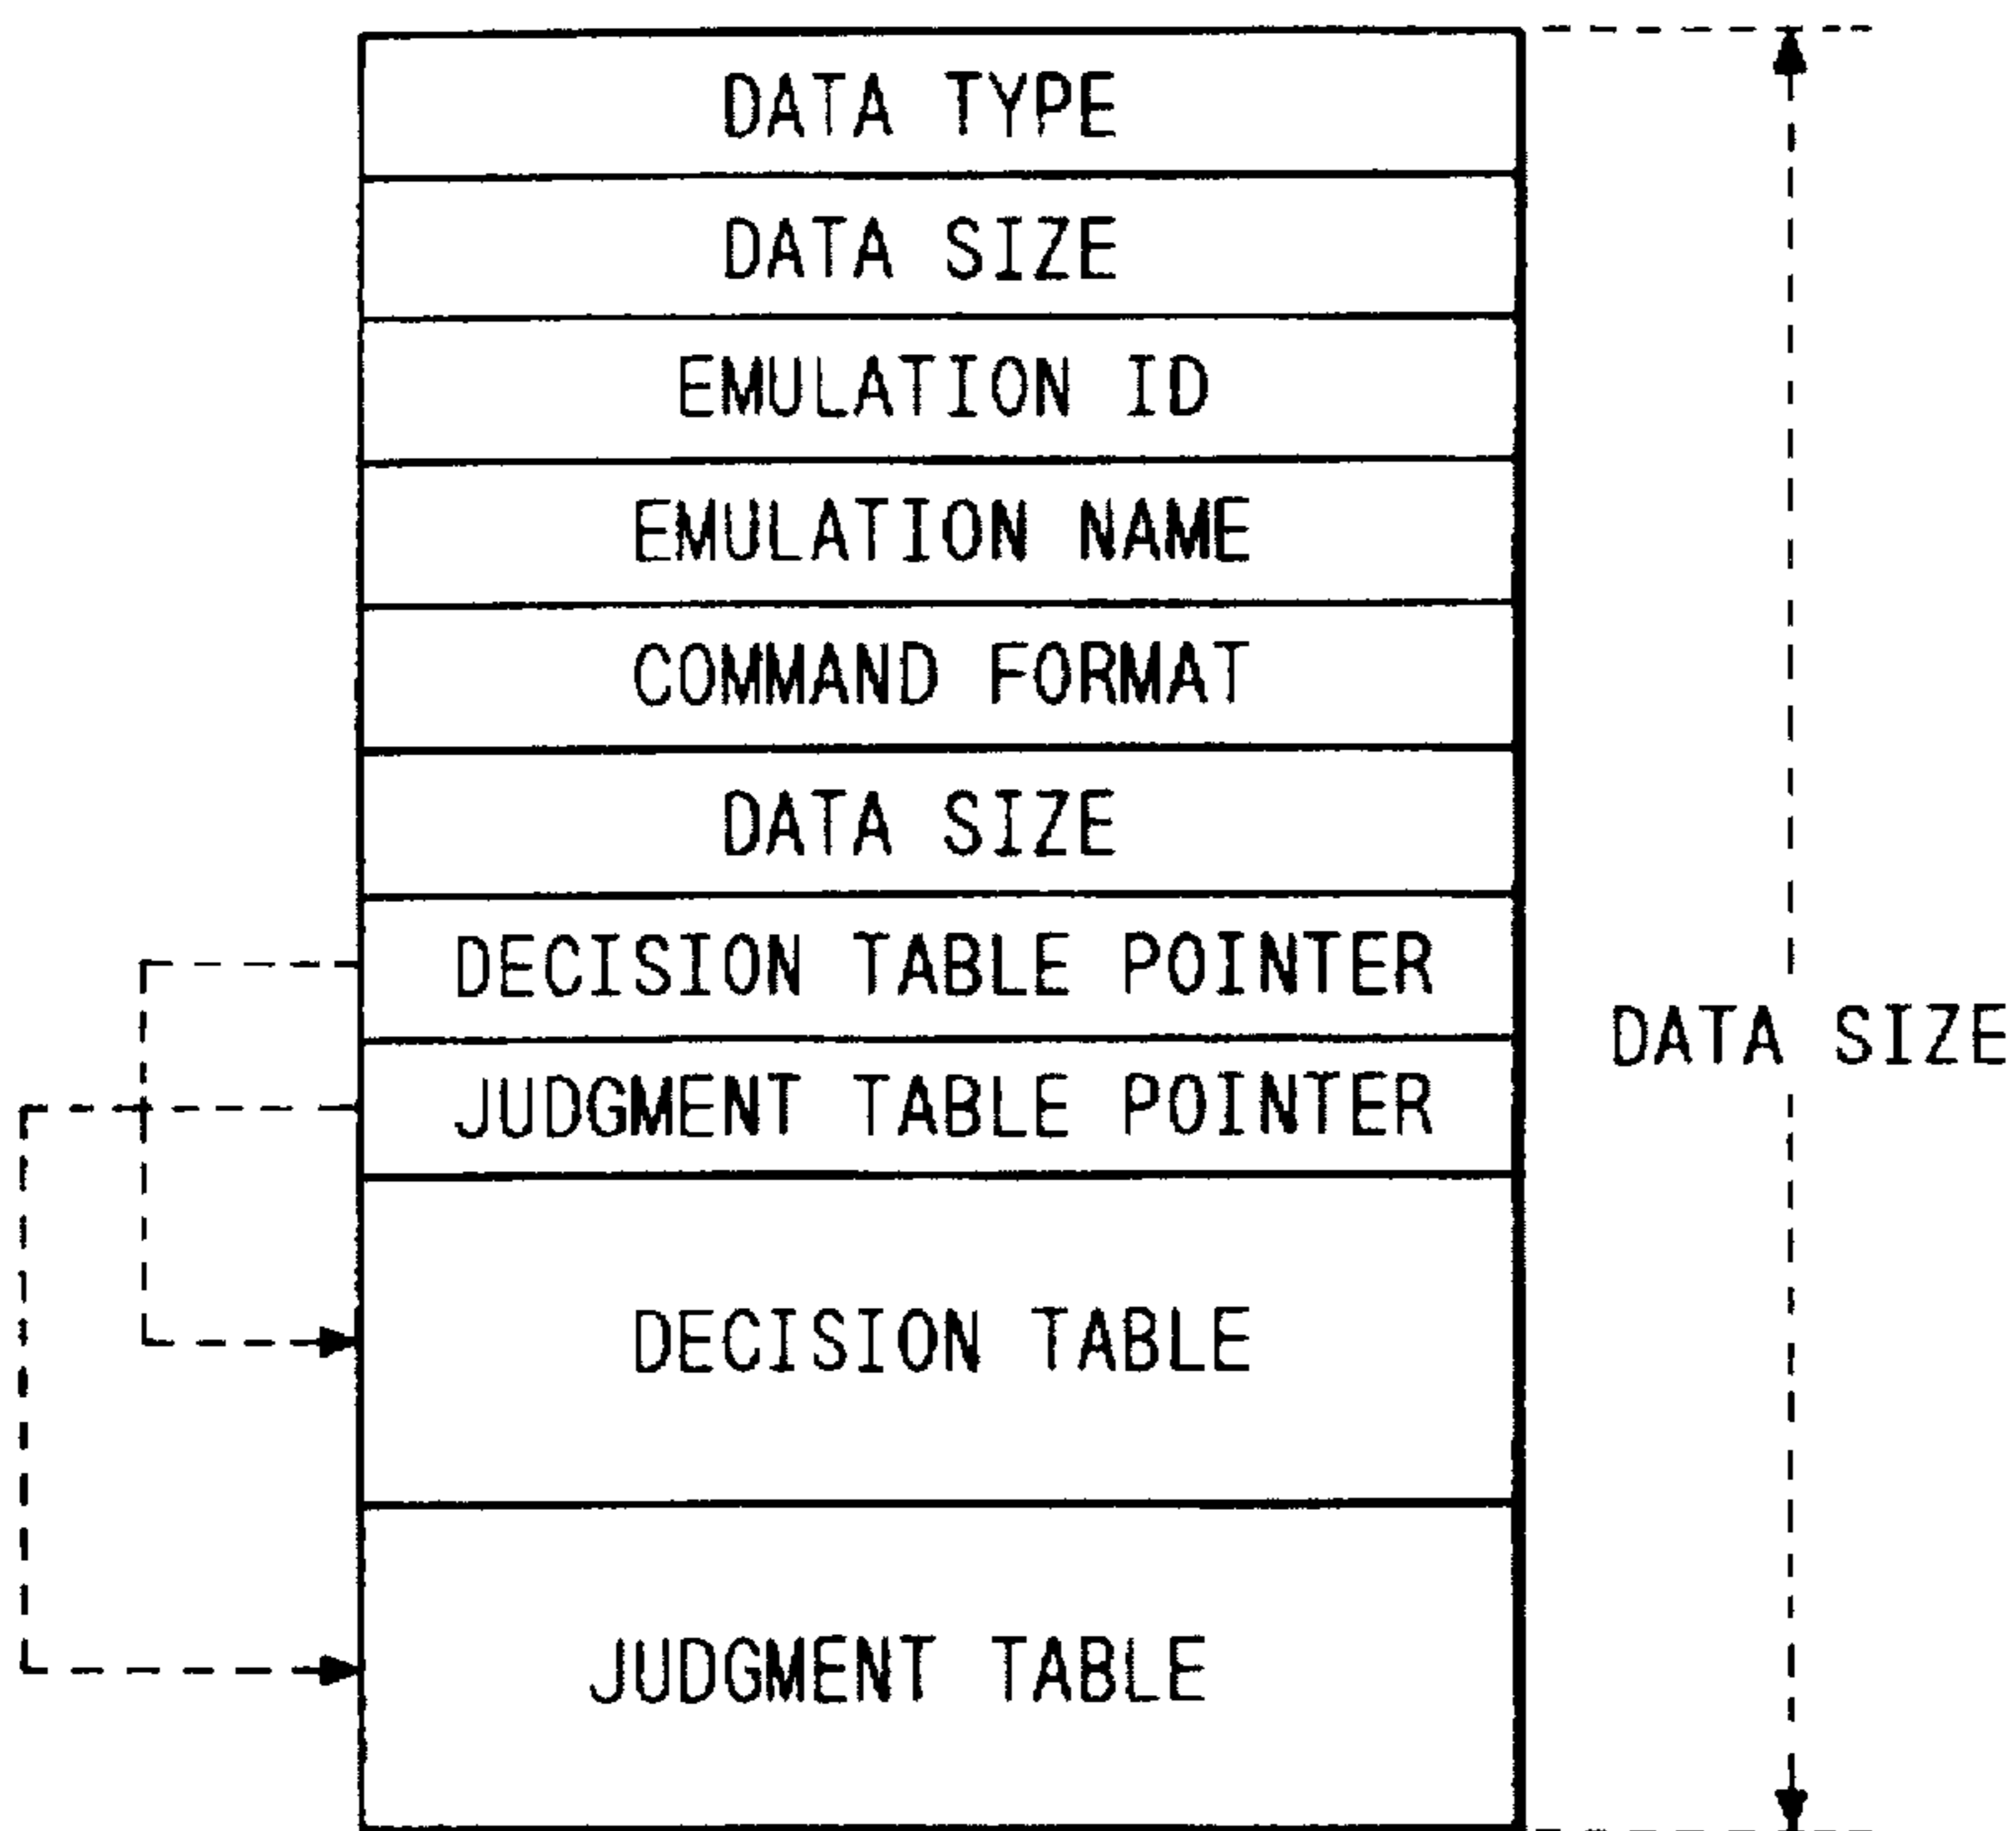 DATA TYPE
DATA SIZE
EMULATION ID
EMULATION NAME
COMMAND FORMAT
DATA SIZE
DECISION TABLE POINTER
JUDGMENT TABLE POINTER
DATA SIZE
DECISION TABLE
JUDGMENT TABLE